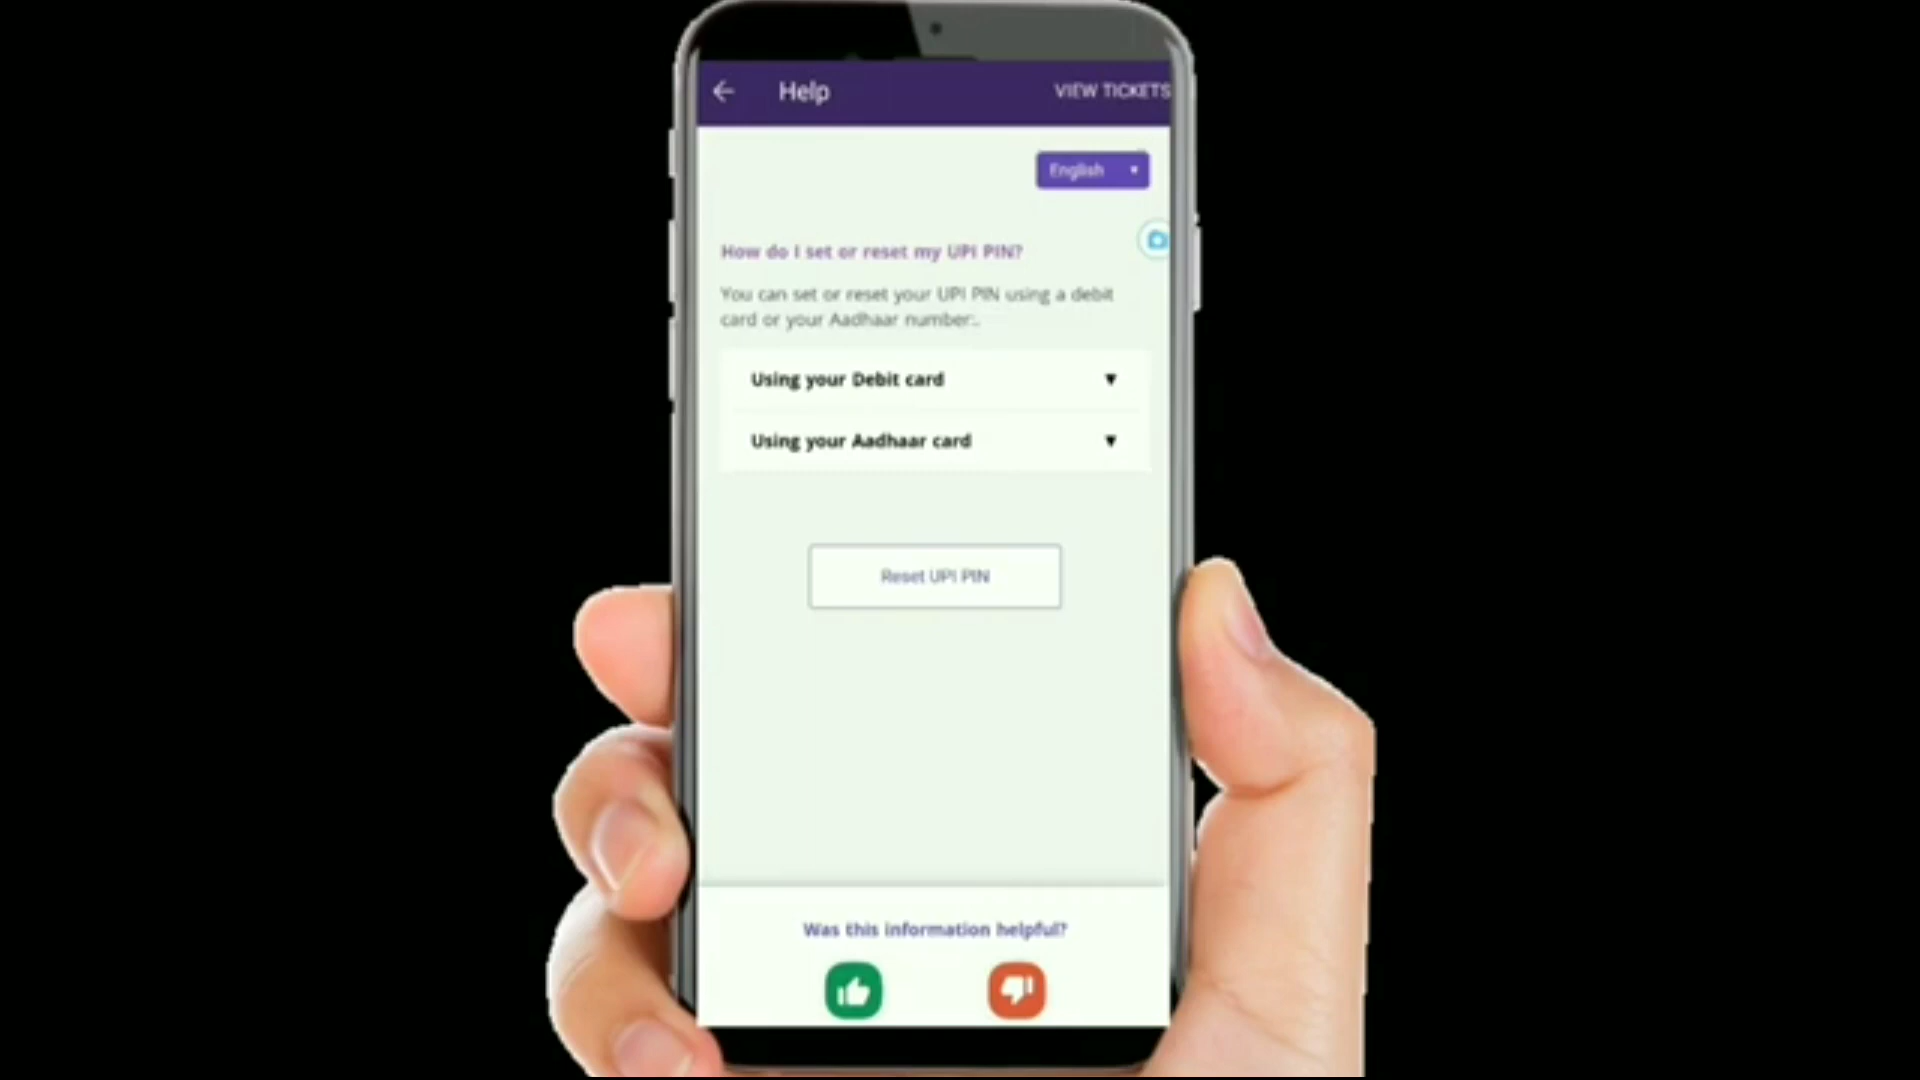 Help
VIEW TICKETS
English
How do I set or reset my UPI PIN?
You can set or reset your UPI PIN using a debit
card or your Aadhaar number:.
Using your Debit card
Using your Aadhaar card
Reset UPI PIN
Was this information helpful?